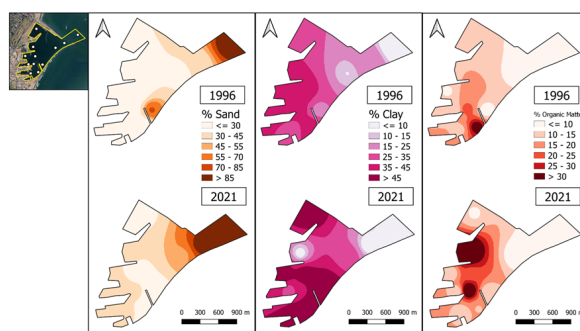 1996
% Sand
<= 30
30 - 45
45 - 55
55 - 70
70 - 85
> 85
2021
0 300 600 900 m
1996
% Clay
<= 10
10 - 15
15 - 25
25 - 35
35 - 45
> 45
2021
0 300 600 900 m
1996
% Organic Matte
<= 10
10 - 15
15 - 20
20 - 25
25 - 30
> 30
2021
0 300 600 900 m